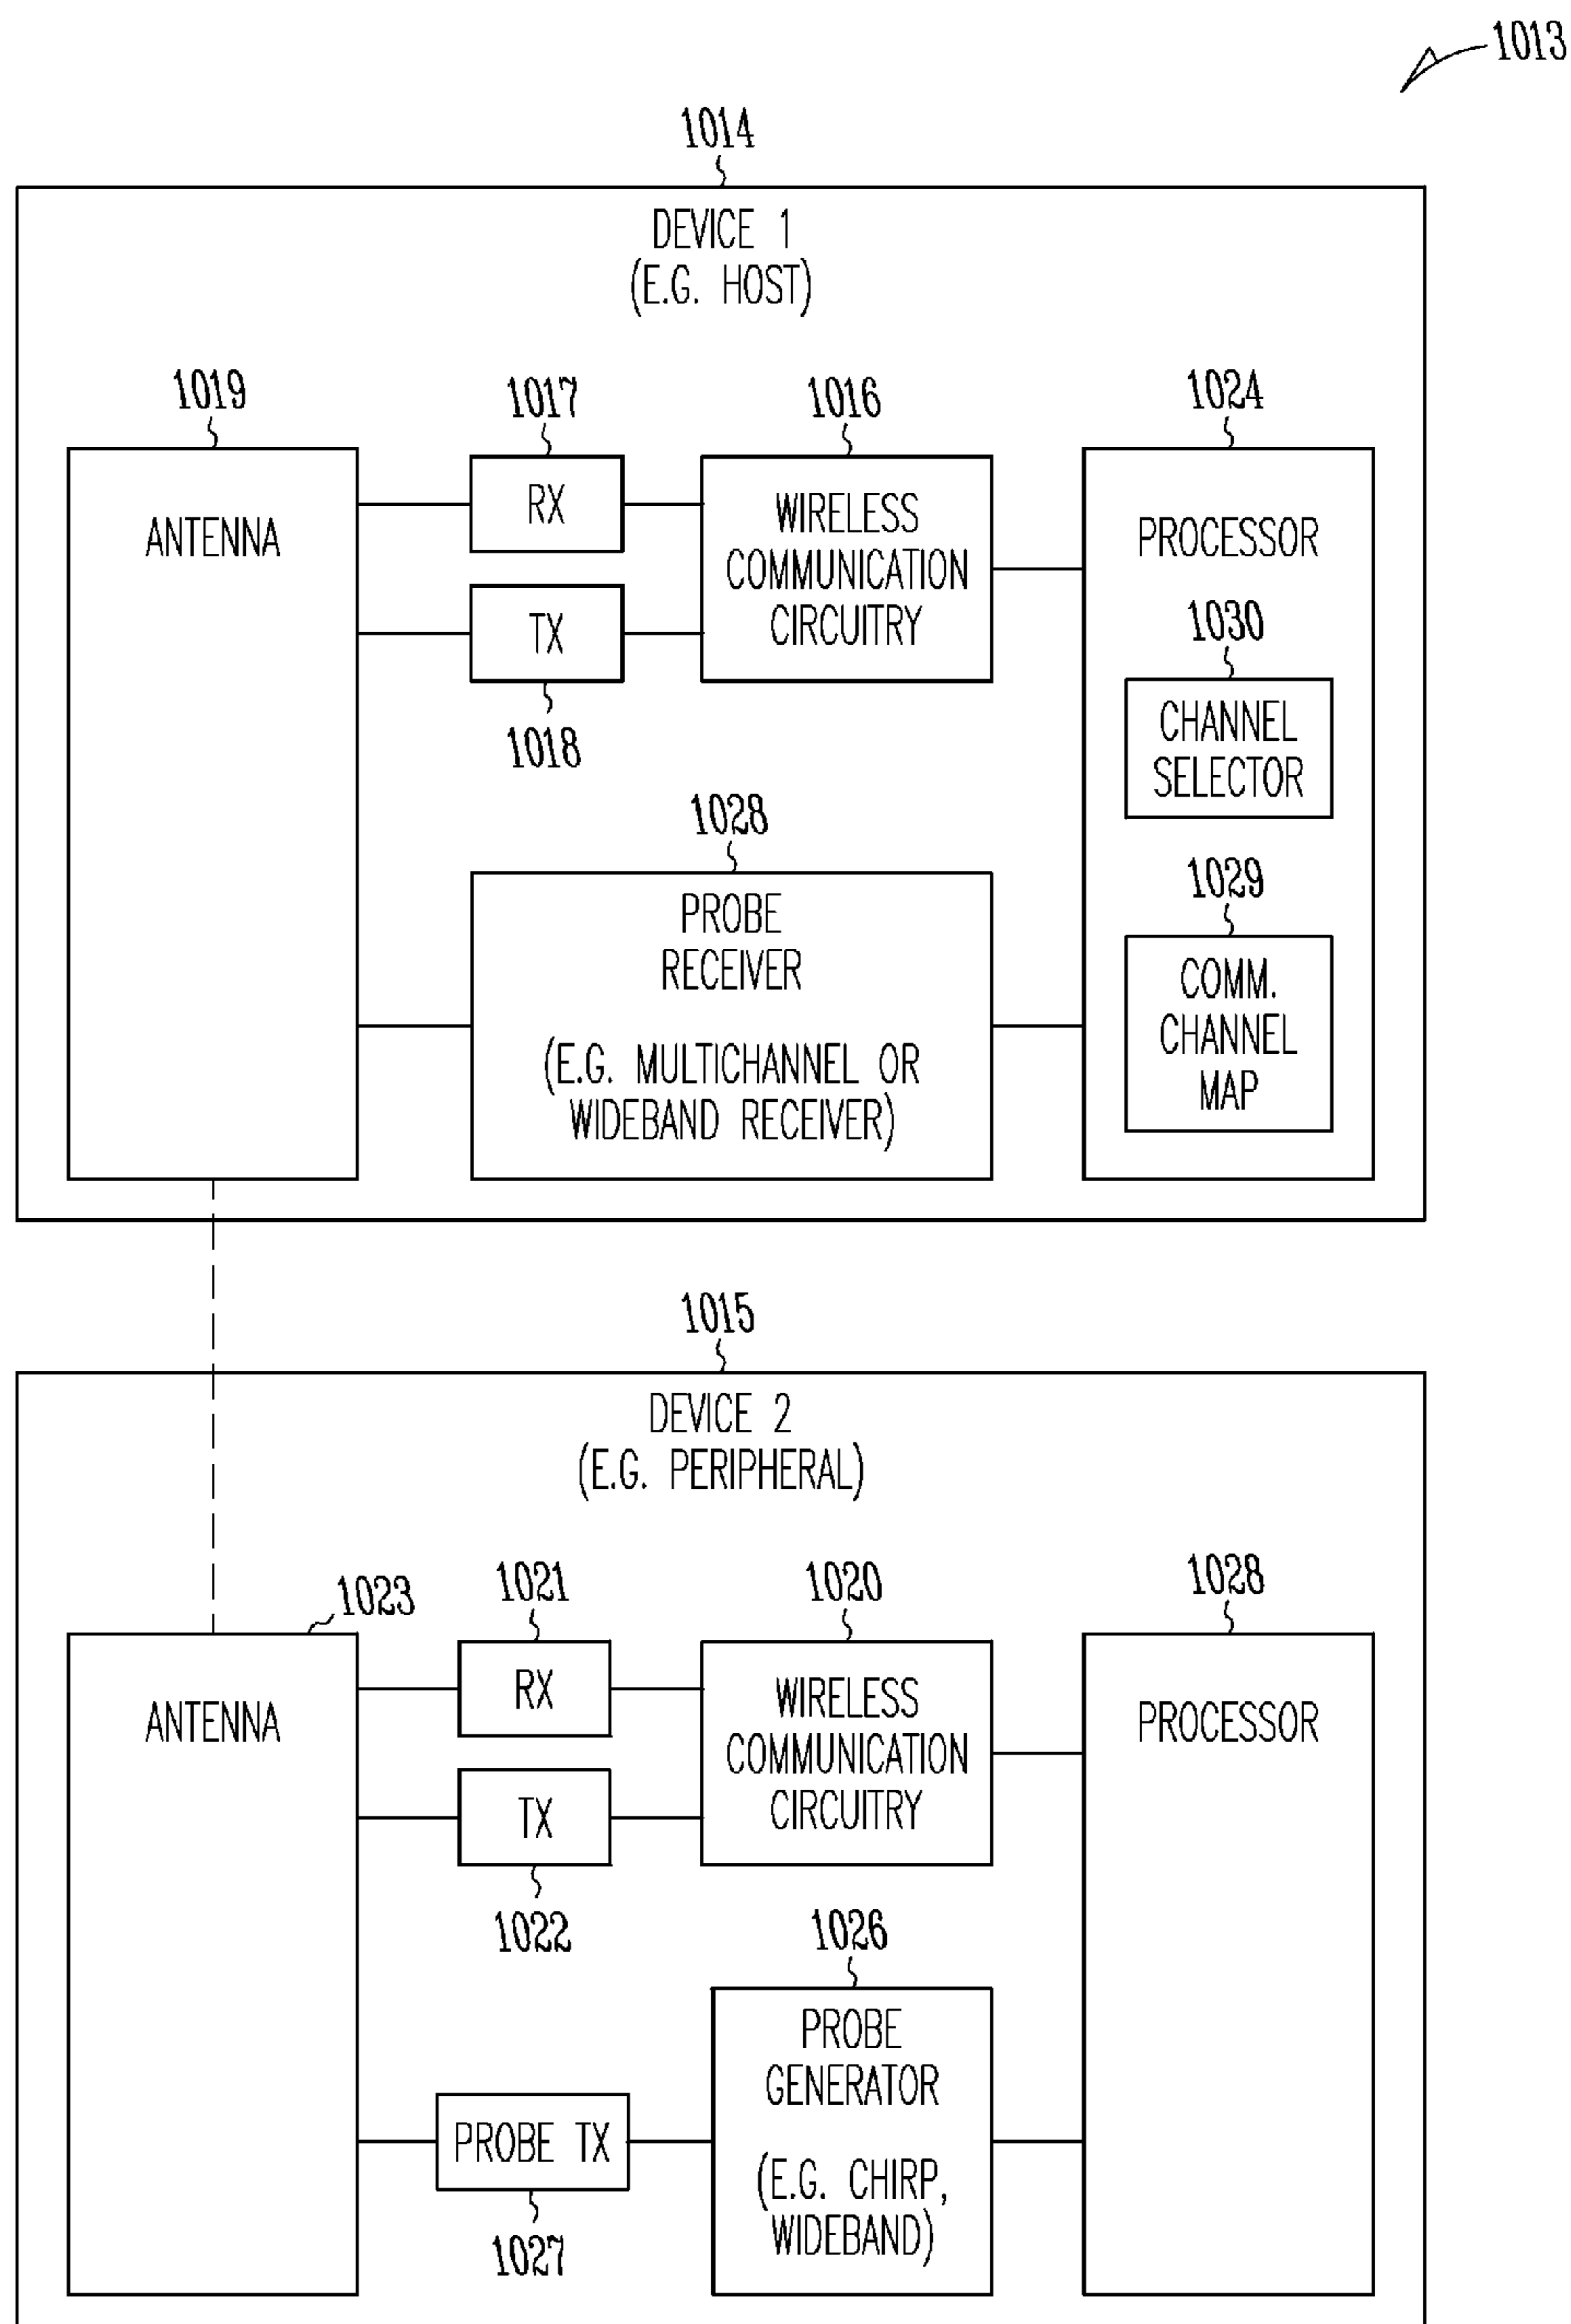 1013
1014
DEVICE 1
(E.G. HOST)
1019
1017
1016
1024
ANTENNA
RX
WIRELESS
COMMUNICATION
CIRCUITRY
PROCESSOR
TX
1018
1030
CHANNEL
SELECTOR
1028
PROBE
RECEIVER
(E.G. MULTICHANNEL OR
WIDEBAND RECEIVER)
1029
COMM.
CHANNEL
MAP
1015
DEVICE 2
(E.G. PERIPHERAL)
1023
1021
1020
1028
ANTENNA
RX
WIRELESS
COMMUNICATION
CIRCUITRY
PROCESSOR
TX
1022
1026
PROBE
GENERATOR
(E.G. CHIRP,
WIDEBAND)
PROBE TX
1027